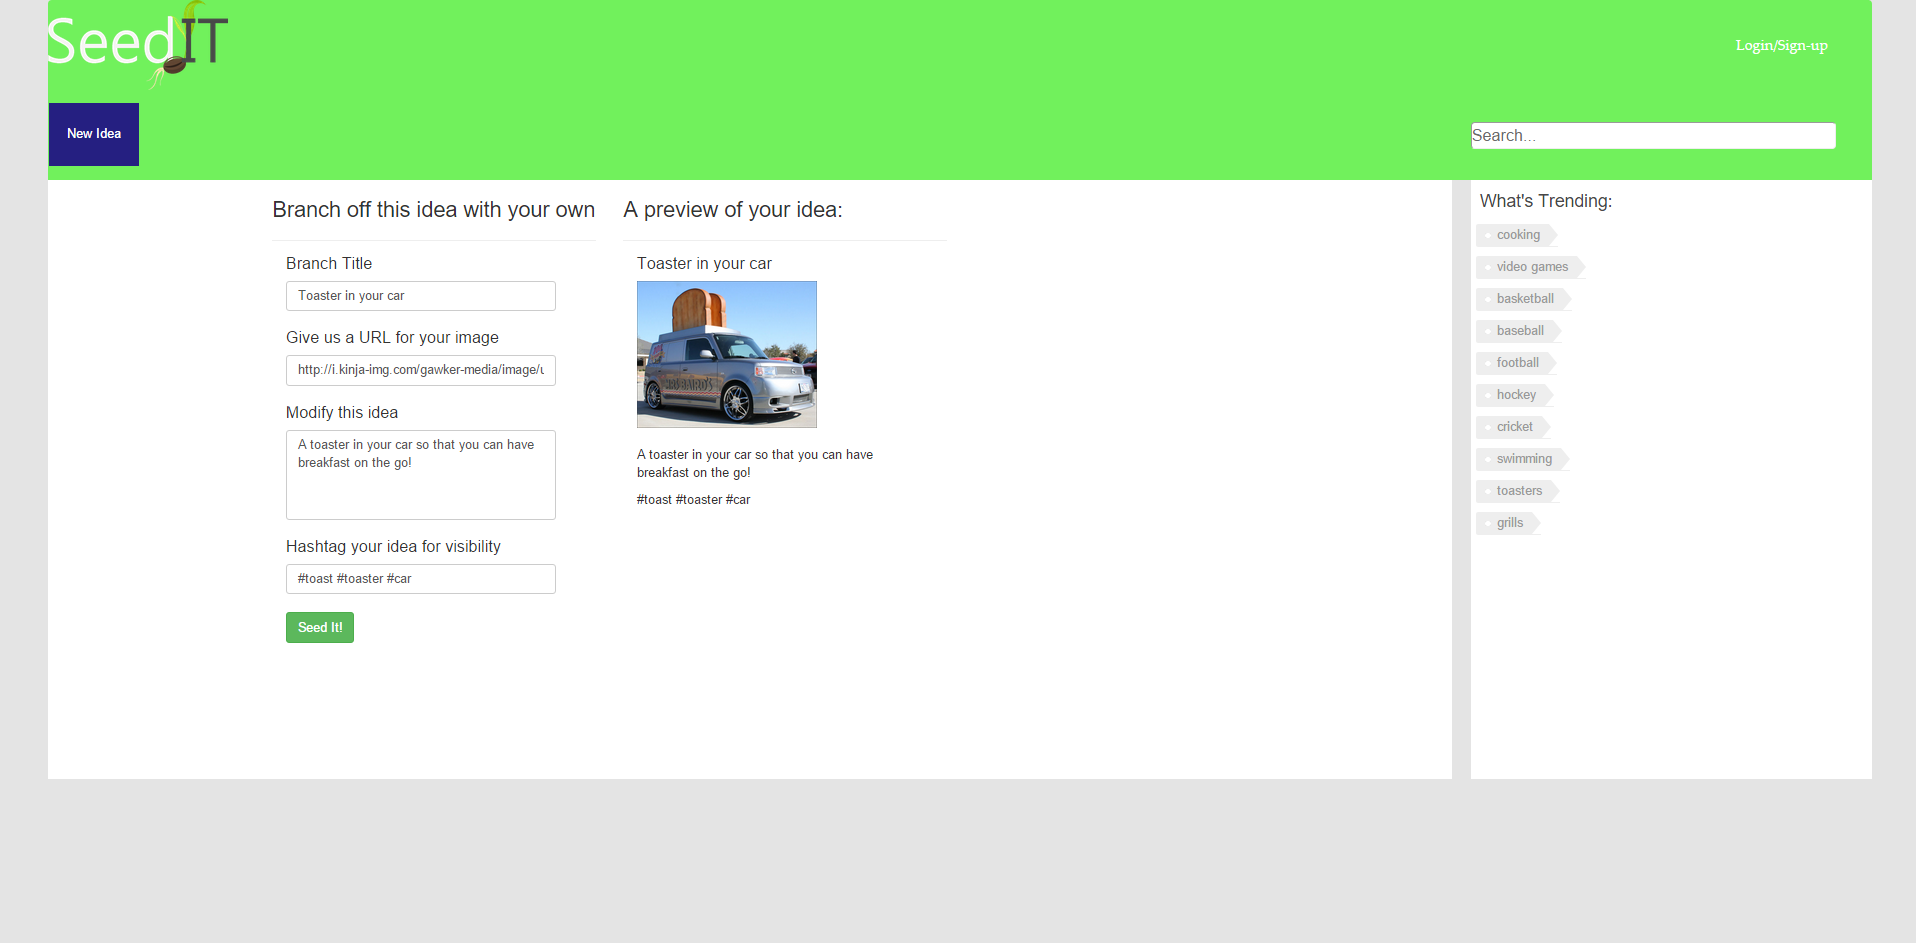 SeedIT
Login/Sign-up
New Idea
Search...
Branch off this idea with your own
Branch Title
Toaster in your car
Give us a URL for your image
http://i.kinja-img.com/gawker-media/image/u
Modify this idea
A toaster in your car so that you can have
breakfast on the go!
Hashtag your idea for visibility
#toast #toaster #car
Seed It!
A preview of your idea:
Toaster in your car
MRS BAIRD'S
A toaster in your car so that you can have
breakfast on the go!
#toast #toaster #car
What's Trending:
cooking
video games
basketball
baseball
football
hockey
cricket
swimming
toasters
grills